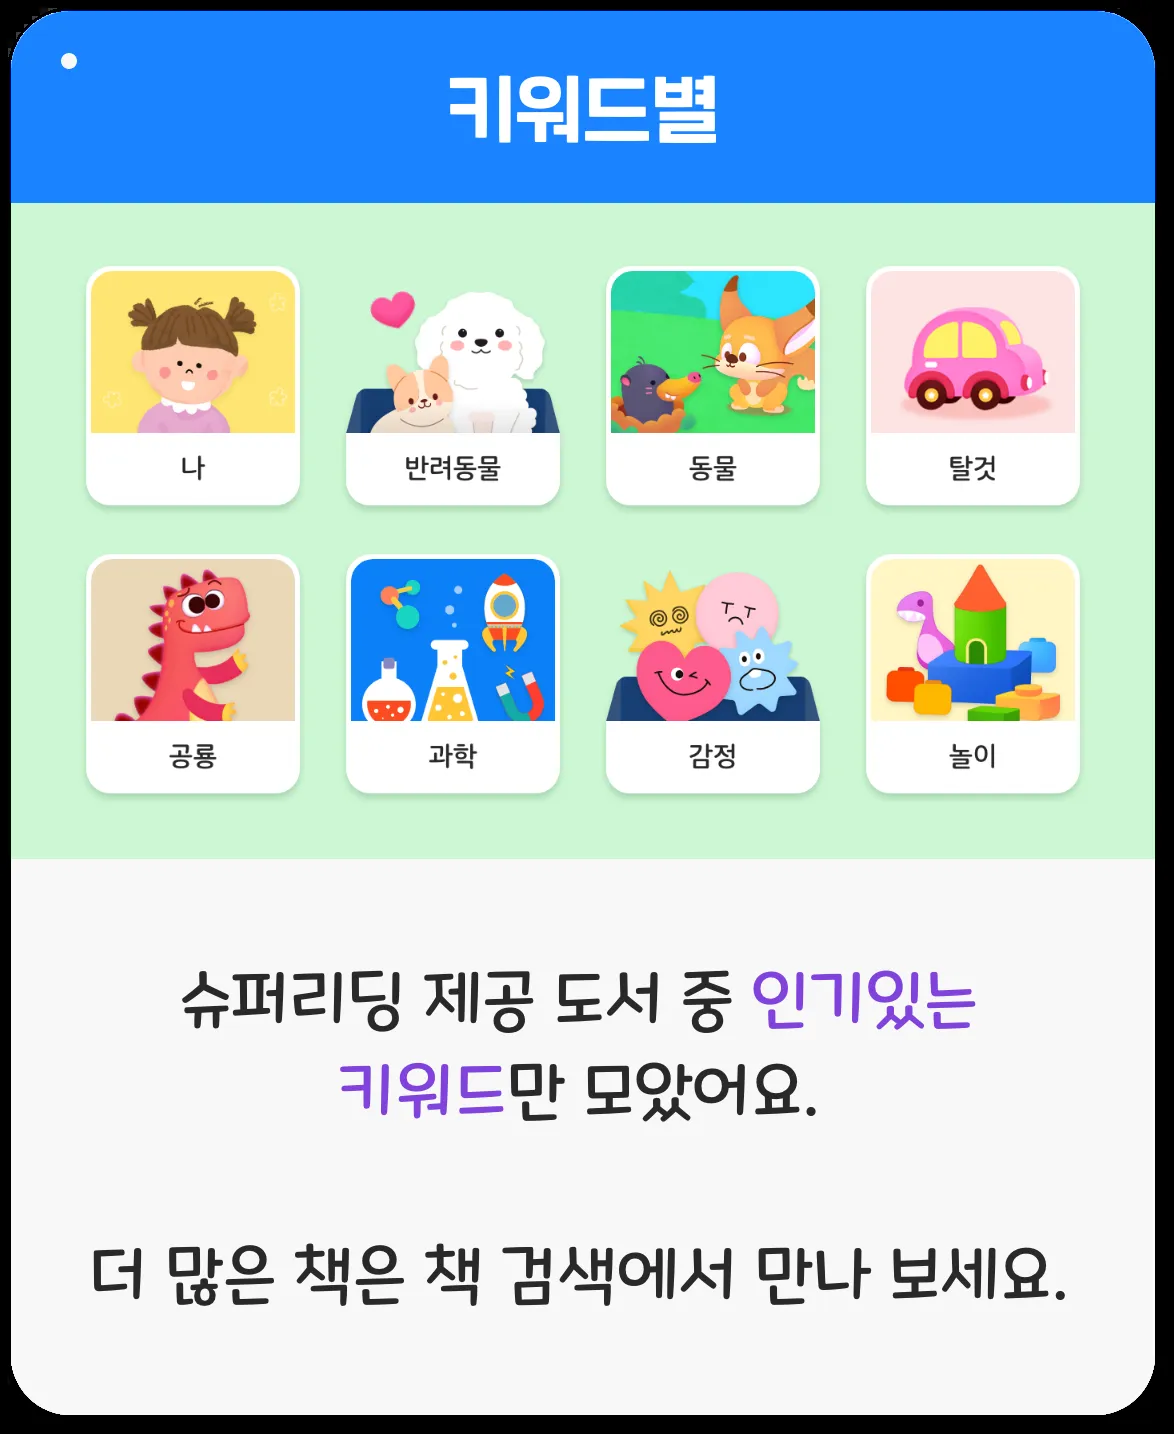 키워드별
나
반려동물
동물
탈것
공룡
과학
감정
놀이
슈퍼리딩 제공 도서 중 인기있는
키워드만 모았어요.
더 많은 책은 책 검색에서 만나 보세요.